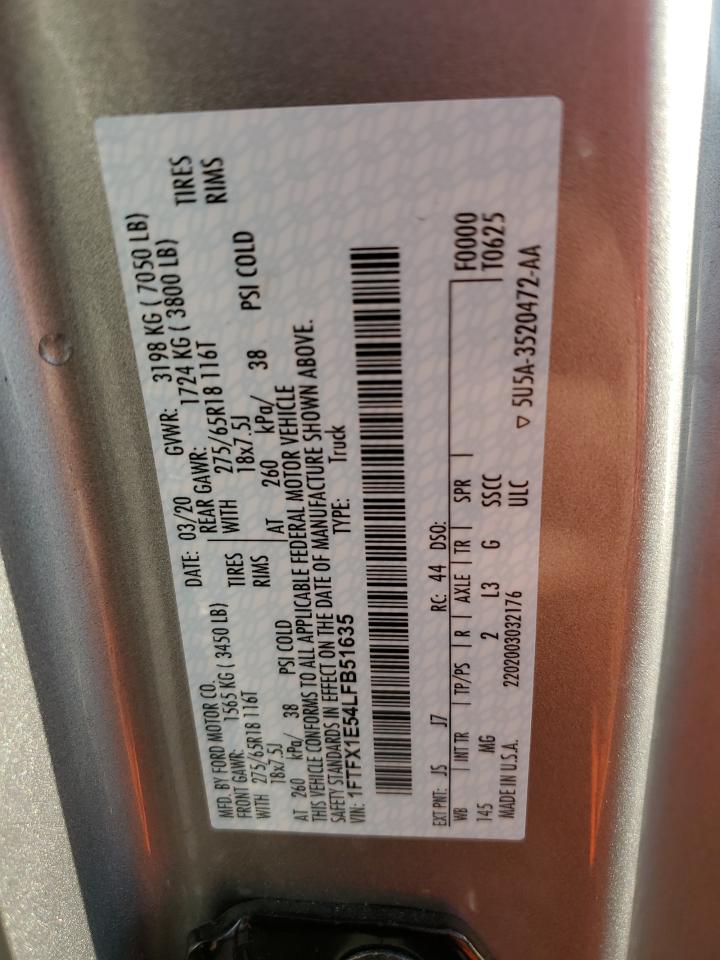 MFD. BY FORD MOTOR CO.
DATE: 03/20 GVWR: 3198 KG ( 7050 LB)
FRONT GAWR: 1565 KG ( 3450 LB)
REAR GAWR: 1724 KG ( 3800 LB)
WITH 275/65R18 116T TIRES
WITH 275/65R18 116T TIRES
18x7.5J RIMS
18x7.5J RIMS
AT 260 kPa/ 38 PSI COLD
AT 260 kPa/ 38 PSI COLD
THIS VEHICLE CONFORMS TO ALL APPLICABLE FEDERAL MOTOR VEHICLE
SAFETY STANDARDS IN EFFECT ON THE DATE OF MANUFACTURE SHOWN ABOVE.
VIN: 1FTFX1E54LFB51635 TYPE: Truck
EXT PNT: JS J7 RC: 44 DSO: F0000
WB INT TR TP/PS R AXLE TR SPR T0625
145 MG 2 L3 G SSCC
ULC
MADE IN U.S.A. 2202003032176 ▽ 5U5A-3520472-AA